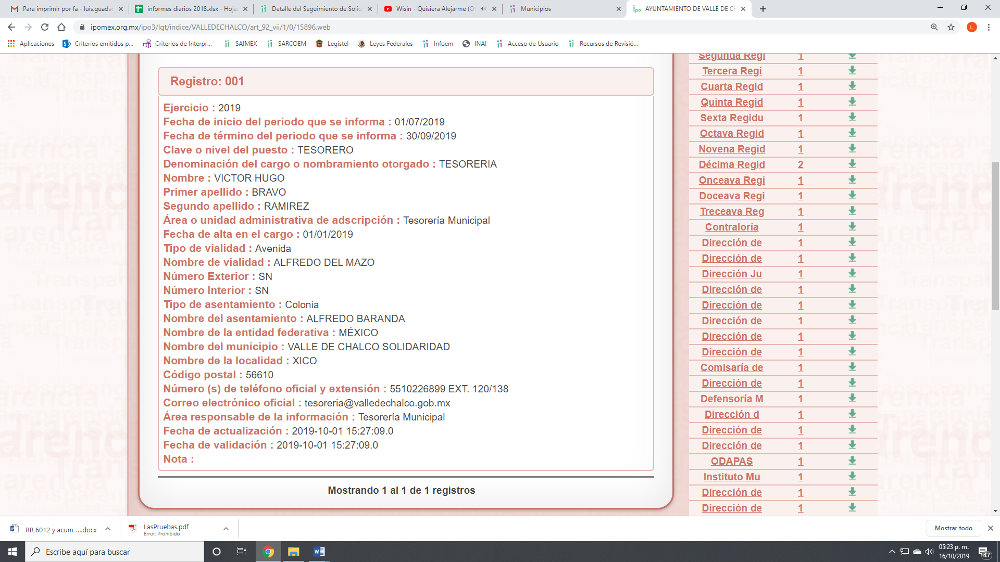 Para imprimir por fa - luis.guadar
informes diarios 2018.xlsx - Hoja
Detalle del Seguimiento de Solici
Wisin - Quisiera Alejarme (Of
Municipios
AYUNTAMIENTO DE VALLE DE CH
ipomex.org.mx/ipo3/lgt/indice/VALLEDECHALCO/art_92_vii/1/0/15896.web
L
Aplicaciones
Criterios emitidos p...
Criterios de Interpr...
SAIMEX
SARCOEM
Legistel
Leyes Federales
Infoem
INAI
Acceso de Usuario
Recursos de Revisió...
Registro: 001
Ejercicio : 2019
Fecha de inicio del periodo que se informa : 01/07/2019
Fecha de término del periodo que se informa : 30/09/2019
Clave o nivel del puesto : TESORERO
Denominación del cargo o nombramiento otorgado : TESORERIA
Nombre : VICTOR HUGO
Primer apellido : BRAVO
Segundo apellido : RAMIREZ
Área o unidad administrativa de adscripción : Tesorería Municipal
Fecha de alta en el cargo : 01/01/2019
Tipo de vialidad : Avenida
Nombre de vialidad : ALFREDO DEL MAZO
Número Exterior : SN
Número Interior : SN
Tipo de asentamiento : Colonia
Nombre del asentamiento : ALFREDO BARANDA
Nombre de la entidad federativa : MÉXICO
Nombre del municipio : VALLE DE CHALCO SOLIDARIDAD
Nombre de la localidad : XICO
Código postal : 56610
Número (s) de teléfono oficial y extensión : 5510226899 EXT. 120/138
Correo electrónico oficial : tesoreria@valledechalco.gob.mx
Área responsable de la información : Tesorería Municipal
Fecha de actualización : 2019-10-01 15:27:09.0
Fecha de validación : 2019-10-01 15:27:09.0
Nota :
Mostrando 1 al 1 de 1 registros
Segunda Regi 1
Tercera Regí 1
Cuarta Regid 1
Quinta Regid 1
Sexta Regidu 1
Octava Regid 1
Novena Regid 1
Décima Regid 2
Onceava Regi 1
Doceava Regi 1
Treceava Reg 1
Contraloría 1
Dirección de 1
Dirección de 1
Dirección Ju 1
Dirección de 1
Dirección de 1
Dirección de 1
Dirección de 1
Dirección de 1
Comisaría de 1
Dirección de 1
Defensoría M 1
Dirección d 1
Dirección de 1
Dirección de 1
ODAPAS 1
Instituto Mu 1
Dirección de 1
Dirección de 1
RR 6012 y acum-....docx
LasPruebas.pdf
Error: Prohibido
Mostrar todo
Escribe aquí para buscar
05:23 p. m.
16/10/2019
47